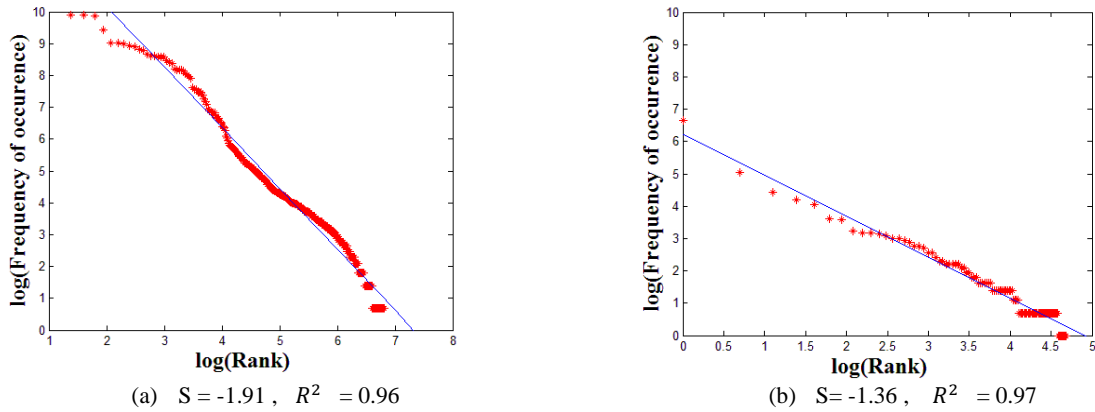 10
9
8
7
6
5
4
3
2
1
0
log(Frequency of occurence)
1 2 3 4 5 6 7 8
log(Rank)
(a) S = -1.91 , R² = 0.96
10
9
8
7
6
5
4
3
2
1
0
log(Frequency of occurence)
0 0.5 1 1.5 2 2.5 3 3.5 4 4.5 5
log(Rank)
(b) S= -1.36 , R² = 0.97